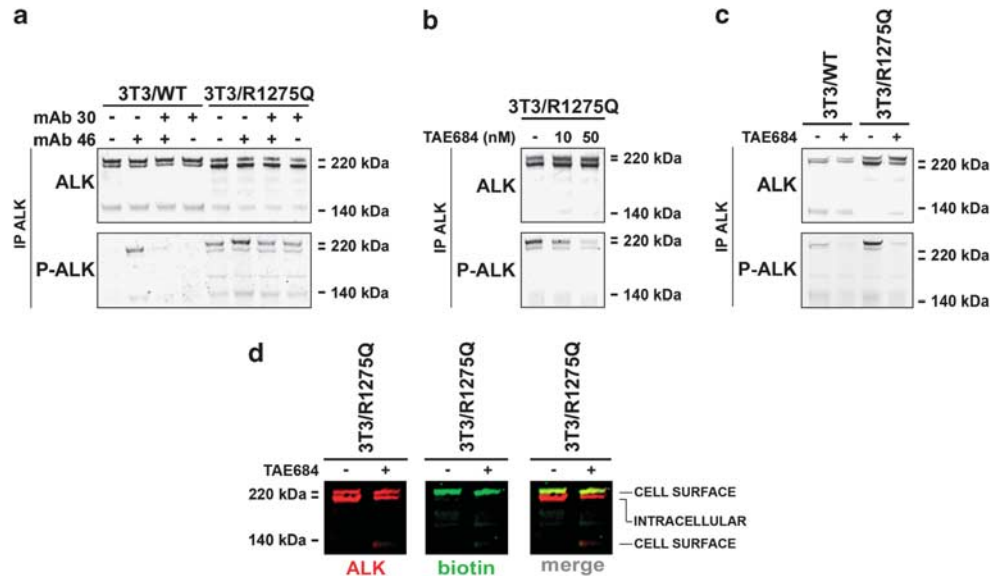 a
3T3/WT 3T3/R1275Q
mAb 30 - - + + - - + +
mAb 46 - + + - - + + -
IP ALK
ALK
= 220 kDa
- 140 kDa
P-ALK
= 220 kDa
- 140 kDa
b
3T3/R1275Q
TAE684 (nM) - 10 50
IP ALK
ALK
= 220 kDa
- 140 kDa
P-ALK
= 220 kDa
- 140 kDa
c
3T3/WT
3T3/R1275Q
TAE684 - + - +
IP ALK
ALK
= 220 kDa
- 140 kDa
P-ALK
= 220 kDa
- 140 kDa
d
3T3/R1275Q
3T3/R1275Q
3T3/R1275Q
TAE684 - + - + - +
220 kDa =
140 kDa -
CELL SURFACE
INTRACELLULAR
CELL SURFACE
ALK
biotin
merge